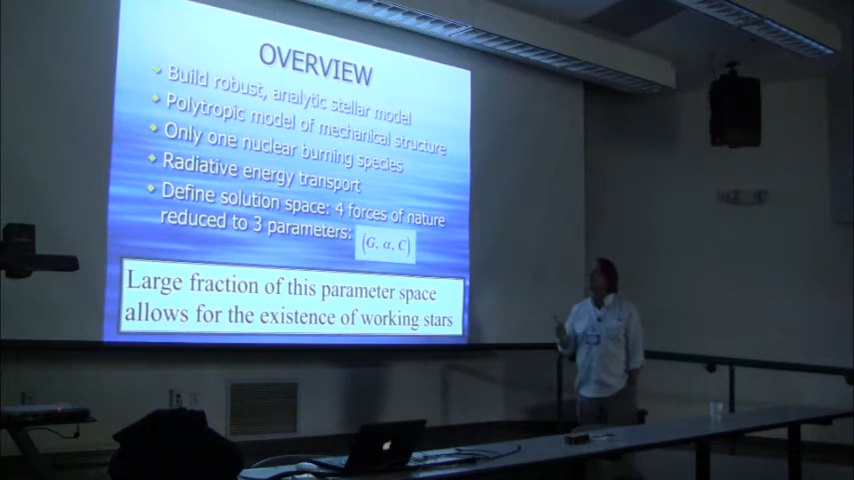 OVERVIEW
Build robust, analytic stellar model
Polytropic model of mechanical structure
Only one nuclear burning species
Radiative energy transport
Define solution space: 4 forces of nature
reduced to 3 parameters: (G, α, C)
Large fraction of this parameter space
allows for the existence of working stars